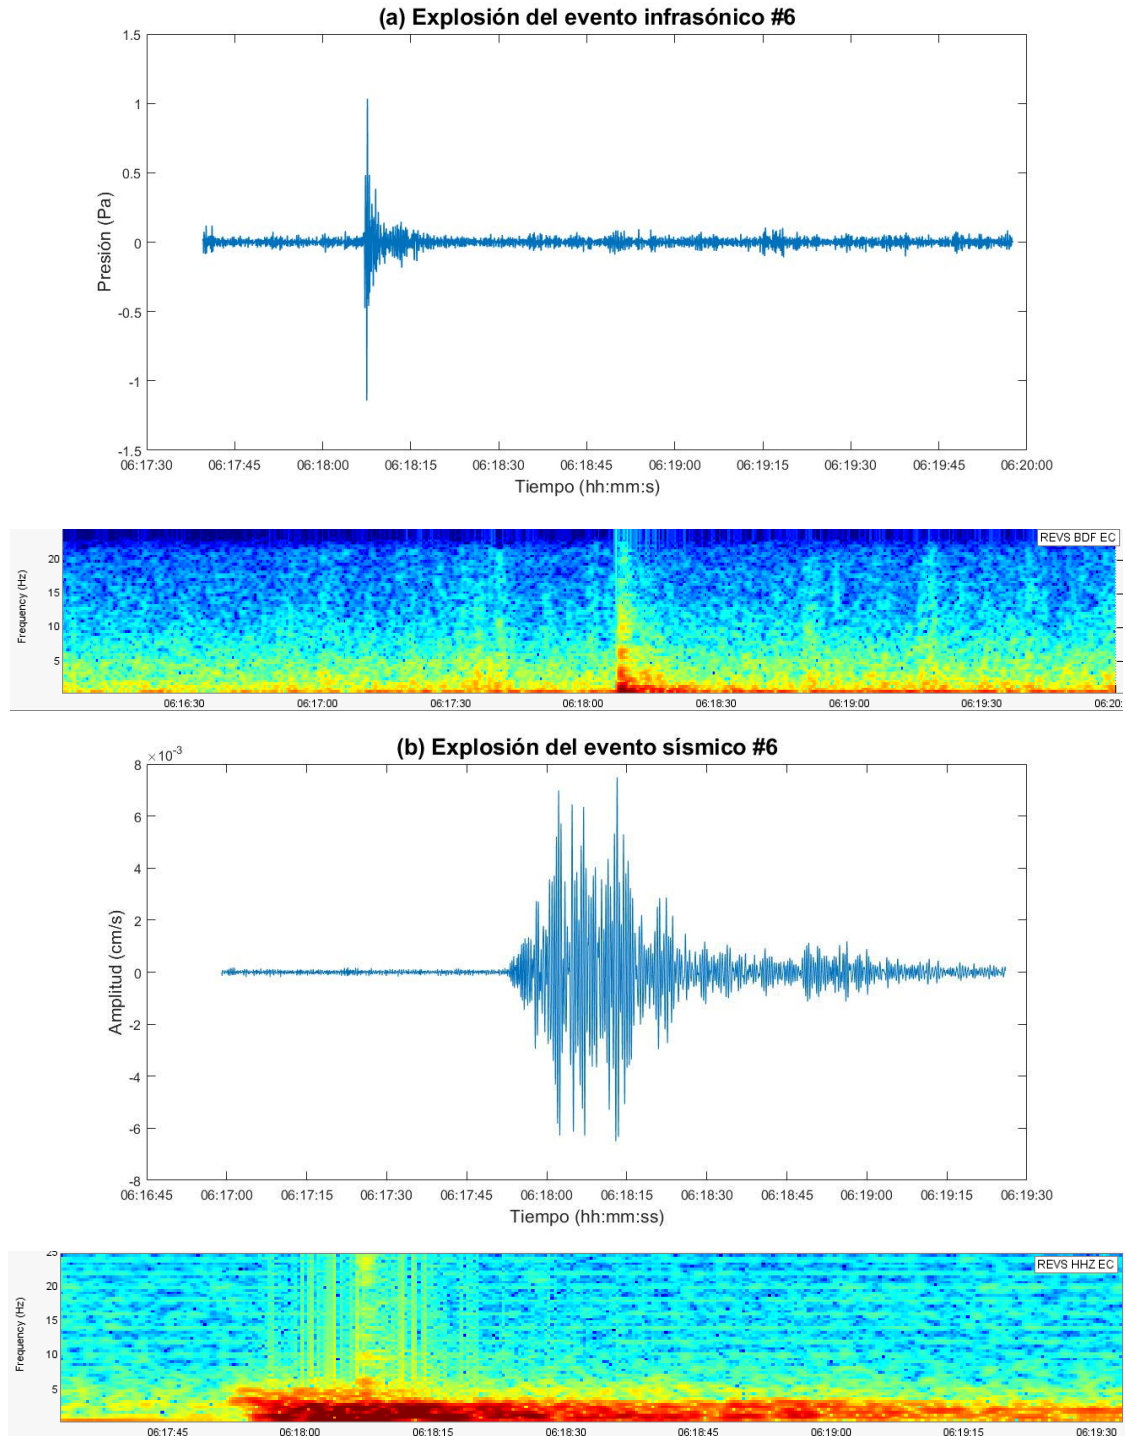 (a) Explosión del evento infrasónico #6
1.5
1
0.5
0
-0.5
-1
-1.5
Presión (Pa)
06:17:30 06:17:45 06:18:00 06:18:15 06:18:30 06:18:45 06:19:00 06:19:15 06:19:30 06:19:45 06:20:00
Tiempo (hh:mm:s)
REVS BDF EC
20
15
10
5
Frequency (Hz)
06:16:30 06:17:00 06:17:30 06:18:00 06:18:30 06:19:00 06:19:30 06:20:
(b) Explosión del evento sísmico #6
×10-3
8
6
4
2
0
-2
-4
-6
-8
Amplitud (cm/s)
06:16:45 06:17:00 06:17:15 06:17:30 06:17:45 06:18:00 06:18:15 06:18:30 06:18:45 06:19:00 06:19:15 06:19:30
Tiempo (hh:mm:ss)
REVS HHZ EC
25
20
15
10
5
Frequency (Hz)
06:17:45 06:18:00 06:18:15 06:18:30 06:18:45 06:19:00 06:19:15 06:19:30